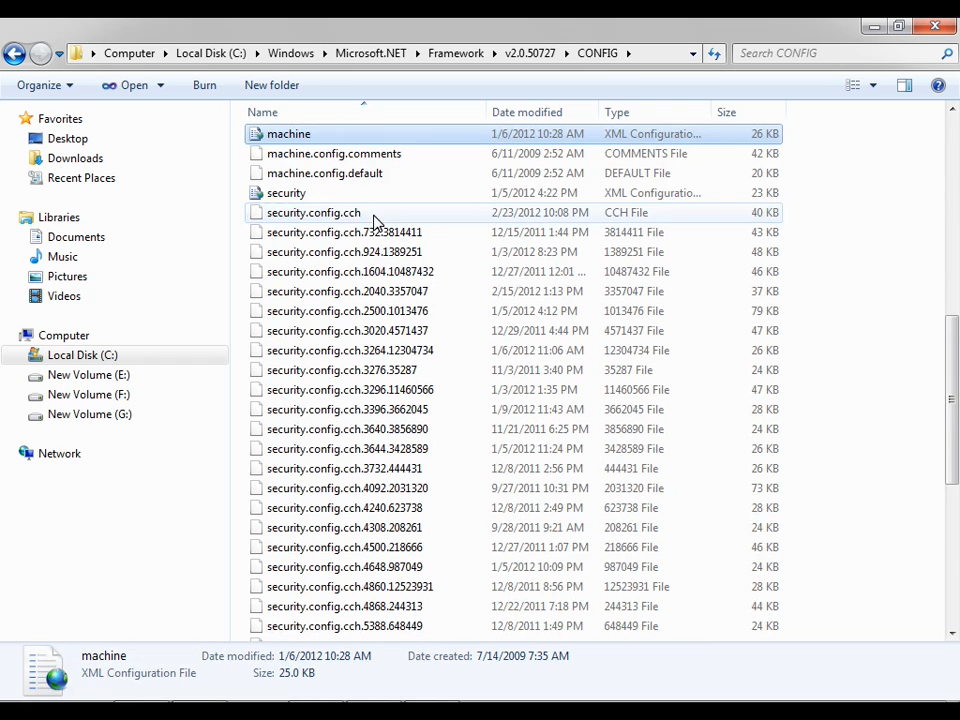 Computer Local Disk (C:) Windows Microsoft.NET Framework v2.0.50727 CONFIG Search CONFIG
Organize Open Burn New folder
Favorites
Desktop
Downloads
Recent Places
Libraries
Documents
Music
Pictures
Videos
Computer
Local Disk (C:)
New Volume (E:)
New Volume (F:)
New Volume (G:)
Network
Name Date modified Type Size
machine 1/6/2012 10:28 AM XML Configuratio... 26 KB
machine.config.comments 6/11/2009 2:52 AM COMMENTS File 42 KB
machine.config.default 6/11/2009 2:52 AM DEFAULT File 20 KB
security 1/5/2012 4:22 PM XML Configuratio... 23 KB
security.config.cch 2/23/2012 10:08 PM CCH File 40 KB
security.config.cch.732.3814411 12/15/2011 1:44 PM 3814411 File 43 KB
security.config.cch.924.1389251 1/3/2012 8:23 PM 1389251 File 48 KB
security.config.cch.1604.10487432 12/27/2011 12:01 ... 10487432 File 46 KB
security.config.cch.2040.3357047 2/15/2012 1:13 PM 3357047 File 37 KB
security.config.cch.2500.1013476 1/5/2012 4:12 PM 1013476 File 79 KB
security.config.cch.3020.4571437 12/29/2011 4:44 PM 4571437 File 47 KB
security.config.cch.3264.12304734 1/6/2012 11:06 AM 12304734 File 26 KB
security.config.cch.3276.35287 11/3/2011 3:40 PM 35287 File 24 KB
security.config.cch.3296.11460566 1/3/2012 1:35 PM 11460566 File 47 KB
security.config.cch.3396.3662045 1/9/2012 11:43 AM 3662045 File 28 KB
security.config.cch.3640.3856890 11/21/2011 6:25 PM 3856890 File 24 KB
security.config.cch.3644.3428589 1/5/2012 11:24 PM 3428589 File 26 KB
security.config.cch.3732.444431 12/8/2011 2:56 PM 444431 File 26 KB
security.config.cch.4092.2031320 9/27/2011 10:31 PM 2031320 File 73 KB
security.config.cch.4240.623738 12/8/2011 2:49 PM 623738 File 28 KB
security.config.cch.4308.208261 9/28/2011 9:21 AM 208261 File 24 KB
security.config.cch.4500.218666 12/27/2011 1:07 PM 218666 File 46 KB
security.config.cch.4648.987049 1/5/2012 10:09 PM 987049 File 24 KB
security.config.cch.4860.12523931 12/8/2011 8:56 PM 12523931 File 28 KB
security.config.cch.4868.244313 12/22/2011 7:18 PM 244313 File 44 KB
security.config.cch.5388.648449 12/8/2011 1:49 PM 648449 File 26 KB
machine Date modified: 1/6/2012 10:28 AM Date created: 7/14/2009 7:35 AM
XML Configuration File Size: 25.0 KB